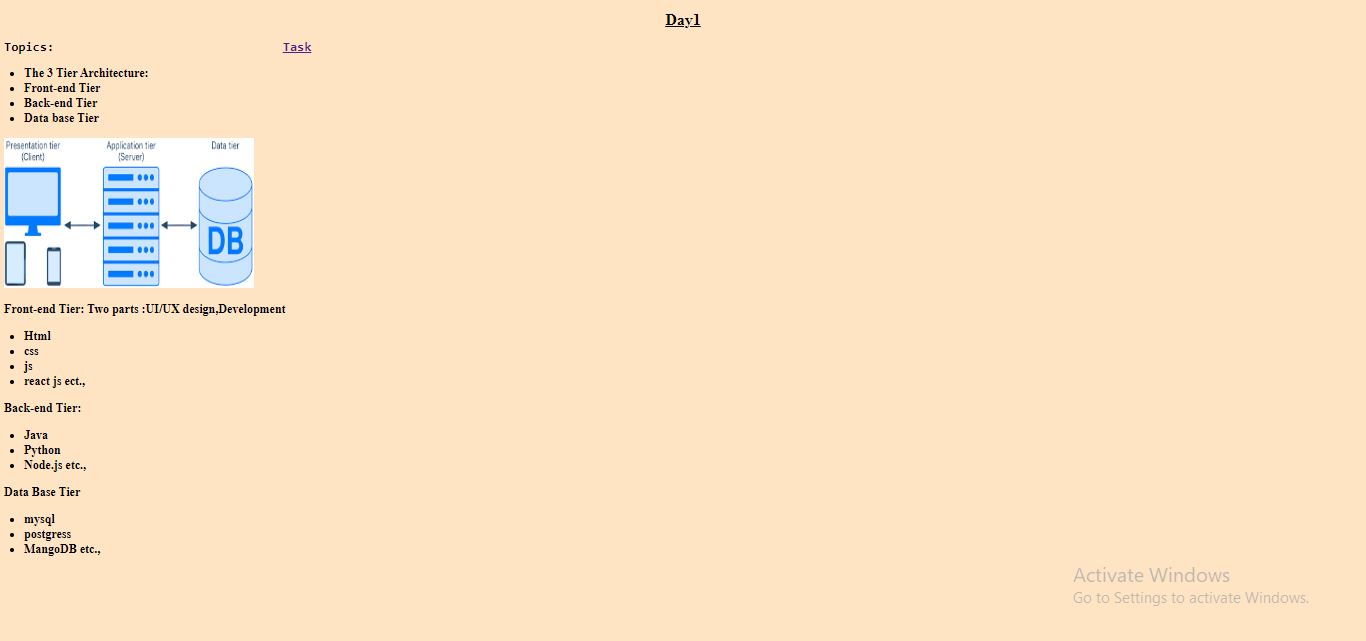 Day1
Topics: Task
The 3 Tier Architecture:
Front-end Tier
Back-end Tier
Data base Tier
Presentation tier
(Client)
Application tier
(Server)
Data tier
DB
Front-end Tier: Two parts :UI/UX design,Development
Html
css
js
react js ect.,
Back-end Tier:
Java
Python
Node.js etc.,
Data Base Tier
mysql
postgress
MangoDB etc.,
Activate Windows
Go to Settings to activate Windows.